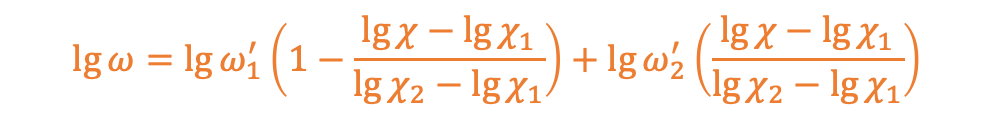 lg ω = lg ω′₁ (1 − (lg χ − lg χ₁)/(lg χ₂ − lg χ₁)) + lg ω′₂ ((lg χ − lg χ₁)/(lg χ₂ − lg χ₁))